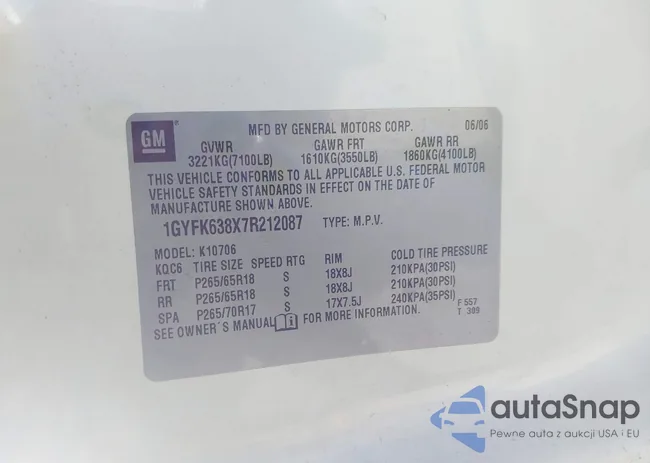 GM
MFD BY GENERAL MOTORS CORP. 06/06
GVWR GAWR FRT GAWR RR
3221KG(7100LB) 1610KG(3550LB) 1860KG(4100LB)
THIS VEHICLE CONFORMS TO ALL APPLICABLE U.S. FEDERAL MOTOR
VEHICLE SAFETY STANDARDS IN EFFECT ON THE DATE OF
MANUFACTURE SHOWN ABOVE.
1GYFK638X7R212087 TYPE: M.P.V.
MODEL: K10706
KQC6 TIRE SIZE SPEED RTG RIM COLD TIRE PRESSURE
FRT P265/65R18 S 18X8J 210KPA(30PSI)
RR P265/65R18 S 18X8J 210KPA(30PSI)
SPA P265/70R17 S 17X7.5J 240KPA(35PSI)
SEE OWNER'S MANUAL FOR MORE INFORMATION.
F 557
T 389
autaSnap
Pewne auta z aukcji USA i EU